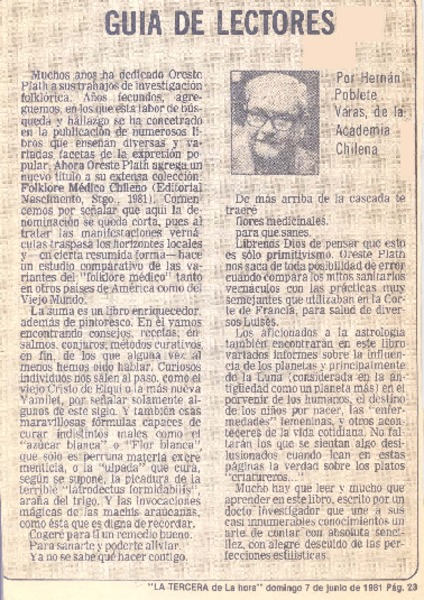 GUIA DE LECTORES
Muchos años ha dedicado Oreste
Plath a sus trabajos de investigación
folklórica. Años fecundos, agre-
guemos, en los que esta labor de bús-
queda y hallazgo se ha concetrado
en la publicación de numerosos li-
bros que enseñan diversas y va-
riadas facetas de la expresión po-
pular. Ahora Oreste Plath agrega un
nuevo título a su extensa colección:
Folklore Médico Chileno (Editorial
Nascimento, Stgo., 1981). Comen-
cemos por señalar que aquí la de-
nominación se queda corta, pues al
tratar las manifestaciones vernácu-
las traspasa los horizontes locales
y —en cierta resumida forma— hace
un estudio comparativo de las va-
riantes del "folklore médico" tanto
en otros países de América como del
Viejo Mundo.
La suma es un libro enriquecedor,
además de pintoresco. En él vamos
encontrando consejos, recetas, en-
salmos, conjuros, métodos curativos
en fin, de los que alguna vez al
menos hemos oído hablar. Curiosos
individuos nos salen al paso, como el
viejo Cristo de Elqui o la más nueva
Yamilet, por señalar solamente al-
gunos de este siglo. Y también esas
maravillosas fórmulas capaces de
curar indistintos males como el
"azúcar blanca" o "Flor blanca"
que sólo es perruna materia excre-
menticia, o la "ulpada" que cura,
según se supone, la picadura de la
terrible "latrodectus formidabilis"
araña del trigo. Y las invocaciones
mágicas de las machis araucanas,
como ésta que es digna de recordar.
Cogeré para ti un remedio bueno.
Para sanarte y poderte aliviar.
Ya no se sabe qué hacer contigo.
Por Hernán
Poblete
Varas, de la
Academia
Chilena
De más arriba de la cascada te
traeré
flores medicinales.
para que sanes.
Líbrenos Dios de pensar que esto
es sólo primitivismo. Oreste Plath
nos saca de toda posibilidad de error
cuando compara los mitos sanitarios
vernáculos con las prácticas muy
semejantes que utilizaban en la Cor-
te de Francia, para salud de diver-
sos Luises.
Los aficionados a la astrología
también encontrarán en este libro
variados informes sobre la influencia
de los planetas y principalmente
de la Luna (considerada en la an-
tigüedad como un planeta más) en el
porvenir de los humanos, el destino
de los niños por nacer, las "enfer-
medades" femeninas, y otros aconte-
ceres de la vida cotidiana. No fal-
tarán los que se sientan algo desi-
lusionados cuando lean en estas
páginas la verdad sobre los platos
"criatureros..."
Mucho hay que leer y mucho que
aprender en este libro, escrito por un
docto investigador que une a sus
casi innumerables conocimientos un
arte de contar con absoluta senci-
llez, con alegre descuido de las per-
fecciones estilísticas.
"LA TERCERA de La hora" domingo 7 de junio de 1981 Pág. 23